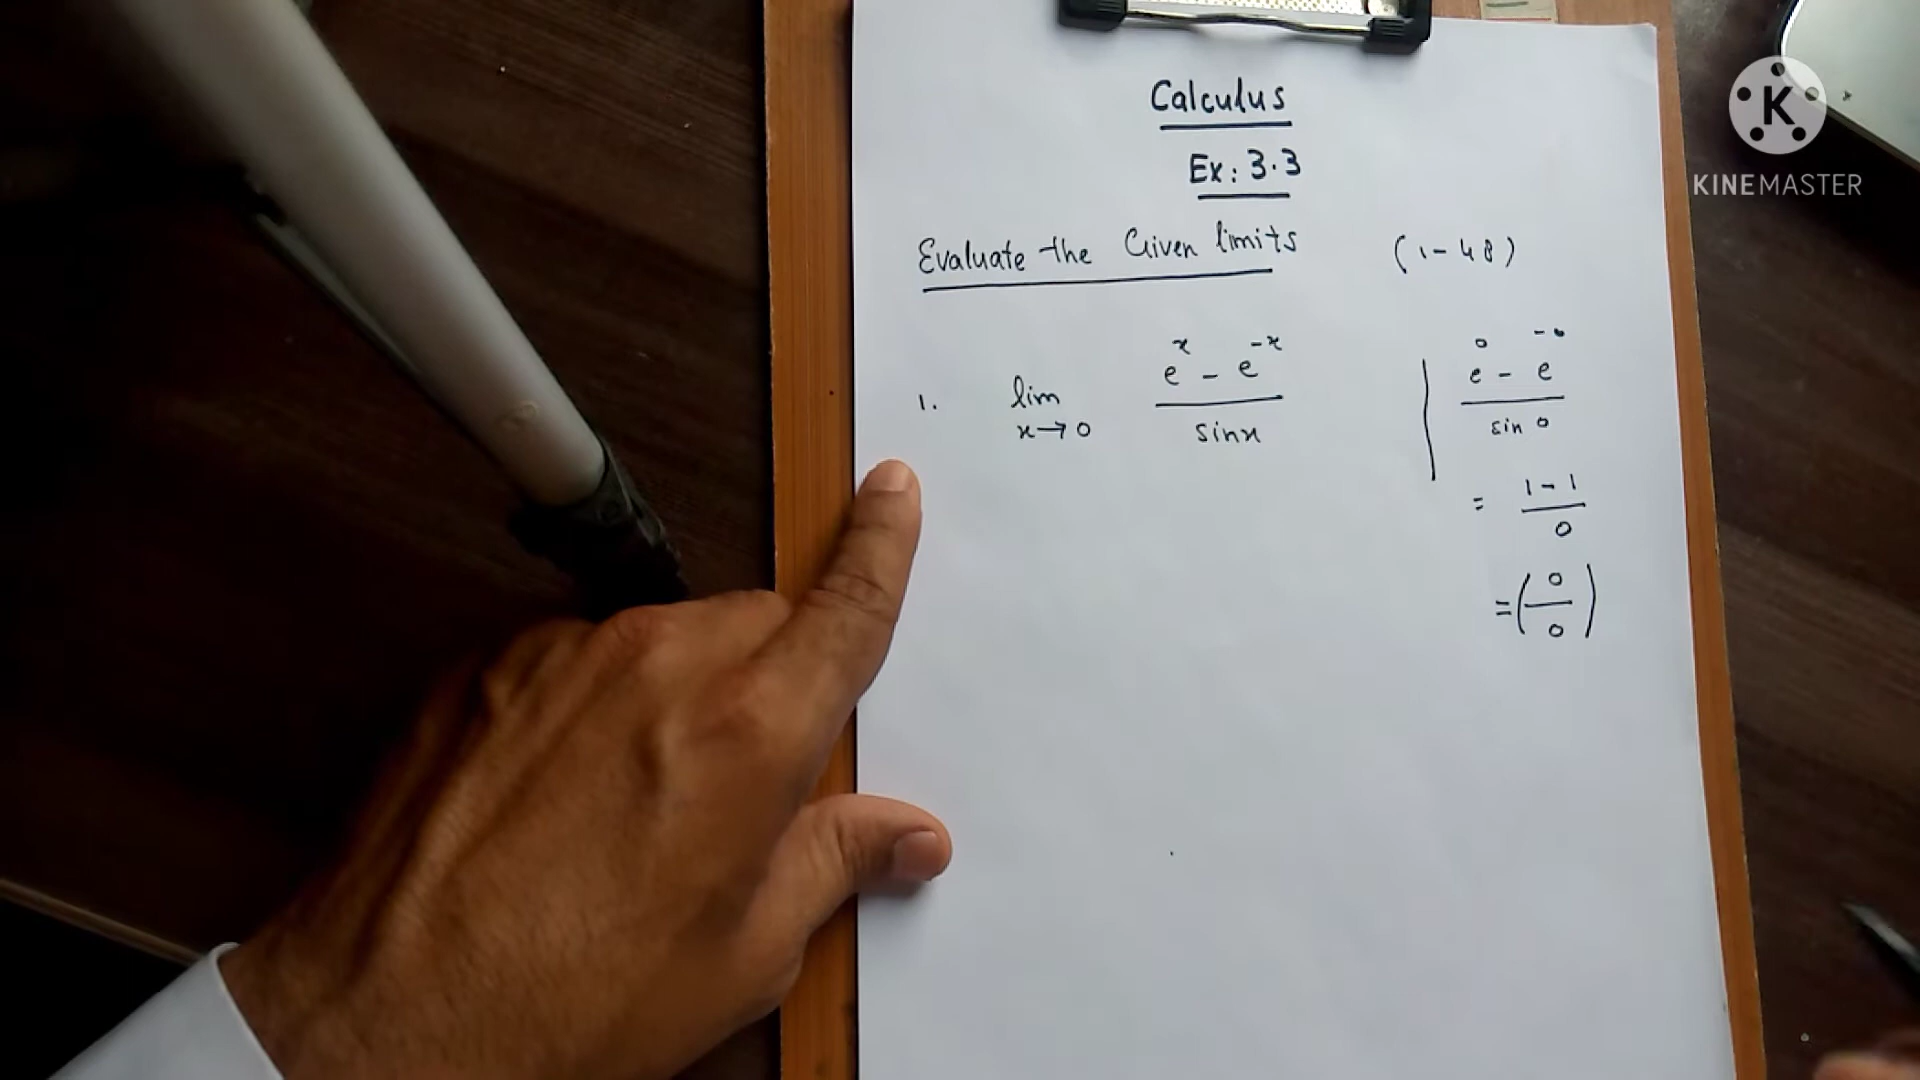 Calculus
Ex: 3.3
Evaluate the Given limits (1-48)
1. lim x→0 e^x - e^-x / sinx
e^0 - e^-0 / sin 0
= 1-1 / 0
= (0/0)
K
KINEMASTER